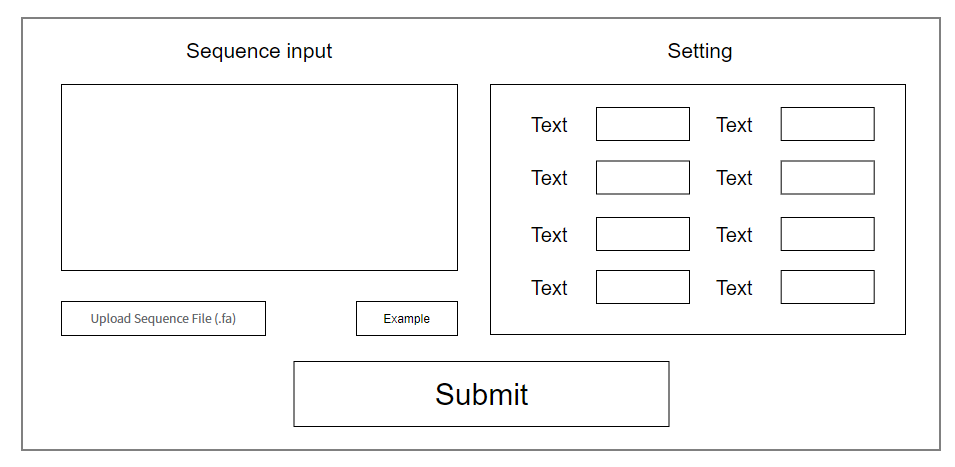 Sequence input
Setting
Text
Text
Text
Text
Text
Text
Text
Text
Upload Sequence File (.fa)
Example
Submit